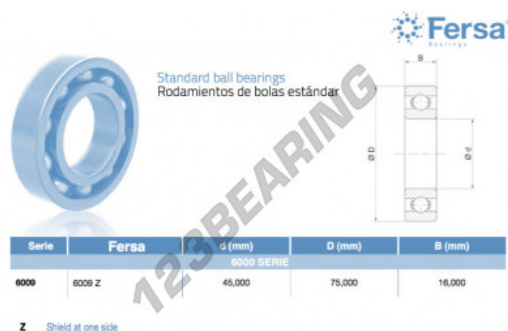 Fersa
Bearings
Standard ball bearings
Rodamientos de bolas estándar
B
Ø D
Ø d
123BEARING
Serie Fersa d (mm) D (mm) B (mm)
6000 SERIE
6009 6009 Z 45,000 75,000 16,000
Z Shield at one side